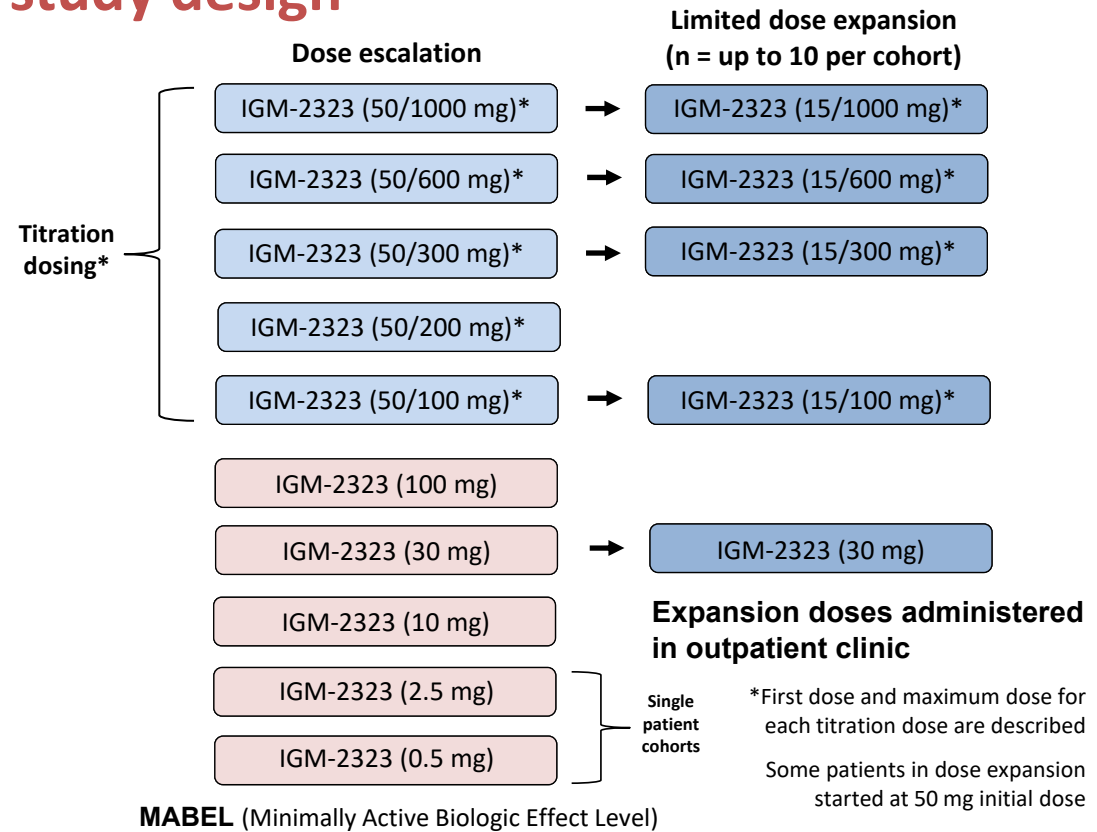 study design
Dose escalation
Limited dose expansion
(n = up to 10 per cohort)
Titration
dosing*
IGM-2323 (50/1000 mg)*
IGM-2323 (15/1000 mg)*
IGM-2323 (50/600 mg)*
IGM-2323 (15/600 mg)*
IGM-2323 (50/300 mg)*
IGM-2323 (15/300 mg)*
IGM-2323 (50/200 mg)*
IGM-2323 (50/100 mg)*
IGM-2323 (15/100 mg)*
IGM-2323 (100 mg)
IGM-2323 (30 mg)
IGM-2323 (30 mg)
IGM-2323 (10 mg)
IGM-2323 (2.5 mg)
IGM-2323 (0.5 mg)
Single
patient
cohorts
MABEL (Minimally Active Biologic Effect Level)
Expansion doses administered
in outpatient clinic
*First dose and maximum dose for
each titration dose are described
Some patients in dose expansion
started at 50 mg initial dose